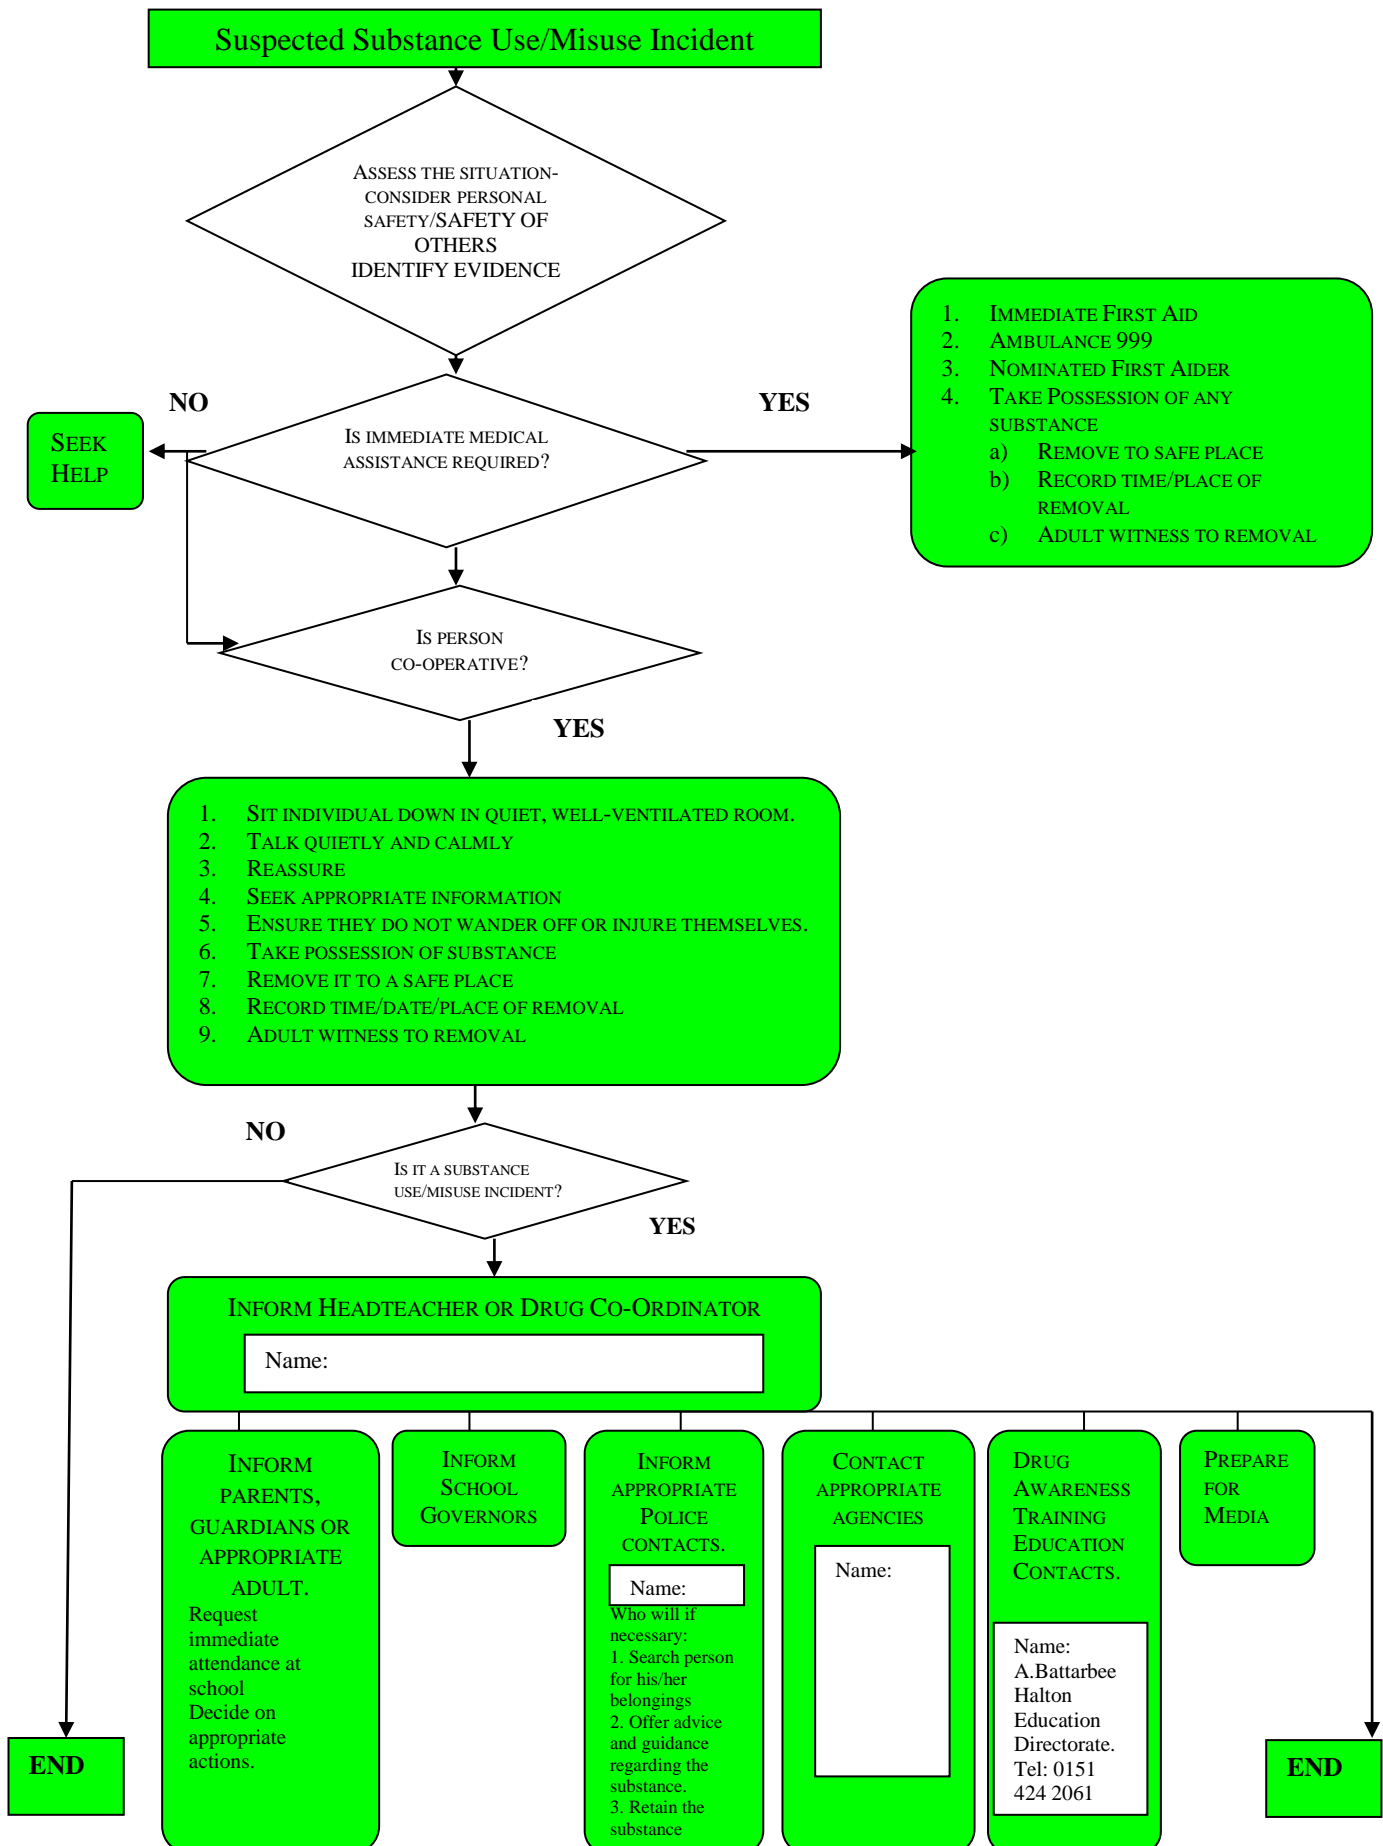 Suspected Substance Use/Misuse Incident
ASSESS THE SITUATION-
CONSIDER PERSONAL
SAFETY/SAFETY OF
OTHERS
IDENTIFY EVIDENCE
1. IMMEDIATE FIRST AID
2. AMBULANCE 999
3. NOMINATED FIRST AIDER
4. TAKE POSSESSION OF ANY
SUBSTANCE
a) REMOVE TO SAFE PLACE
b) RECORD TIME/PLACE OF
REMOVAL
c) ADULT WITNESS TO REMOVAL
NO
YES
SEEK
HELP
IS IMMEDIATE MEDICAL
ASSISTANCE REQUIRED?
IS PERSON
CO-OPERATIVE?
YES
1. SIT INDIVIDUAL DOWN IN QUIET, WELL-VENTILATED ROOM.
2. TALK QUIETLY AND CALMLY
3. REASSURE
4. SEEK APPROPRIATE INFORMATION
5. ENSURE THEY DO NOT WANDER OFF OR INJURE THEMSELVES.
6. TAKE POSSESSION OF SUBSTANCE
7. REMOVE IT TO A SAFE PLACE
8. RECORD TIME/DATE/PLACE OF REMOVAL
9. ADULT WITNESS TO REMOVAL
NO
IS IT A SUBSTANCE
USE/MISUSE INCIDENT?
YES
INFORM HEADTEACHER OR DRUG CO-ORDINATOR
Name:
INFORM
PARENTS,
GUARDIANS OR
APPROPRIATE
ADULT.
Request
immediate
attendance at
school
Decide on
appropriate
actions.
INFORM
SCHOOL
GOVERNORS
INFORM
APPROPRIATE
POLICE
CONTACTS.
Name:
Who will if
necessary:
1. Search person
for his/her
belongings
2. Offer advice
and guidance
regarding the
substance.
3. Retain the
substance
CONTACT
APPROPRIATE
AGENCIES
Name:
DRUG
AWARENESS
TRAINING
EDUCATION
CONTACTS.
Name:
A.Battarbee
Halton
Education
Directorate.
Tel: 0151
424 2061
PREPARE
FOR
MEDIA
END
END